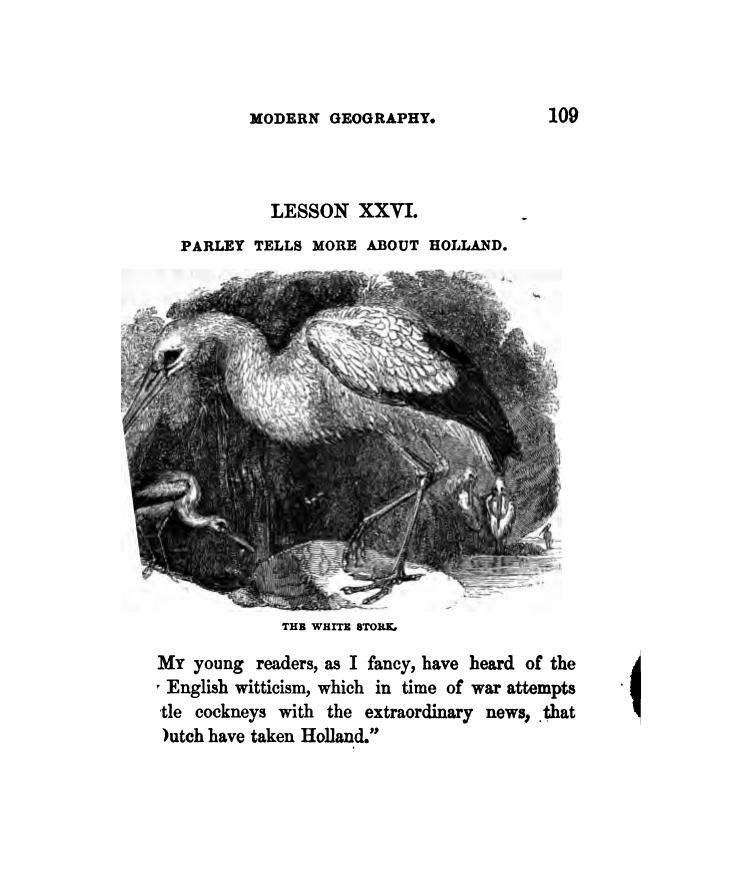 MODERN GEOGRAPHY. 109
LESSON XXVI.
PARLEY TELLS MORE ABOUT HOLLAND.
THE WHITE STORK.
MY young readers, as I fancy, have heard of the
English witticism, which in time of war attempts
tle cockneys with the extraordinary news, that
utch have taken Holland."